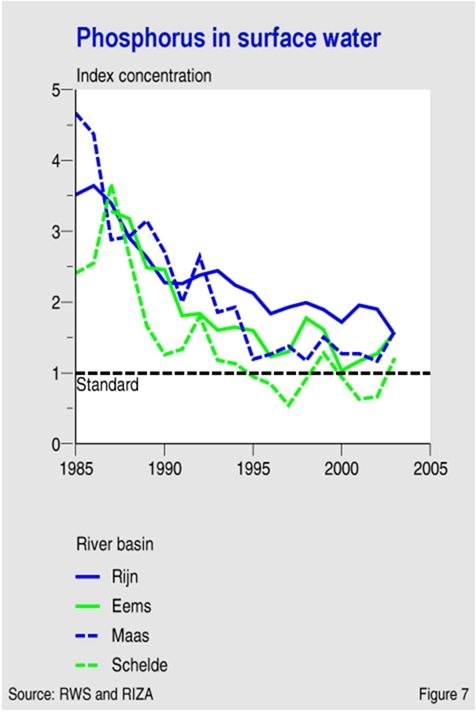 Phosphorus in surface water
Index concentration
5
4
3
2
1
Standard
0
1985 1990 1995 2000 2005
River basin
Rijn
Eems
Maas
Schelde
Source: RWS and RIZA Figure 7